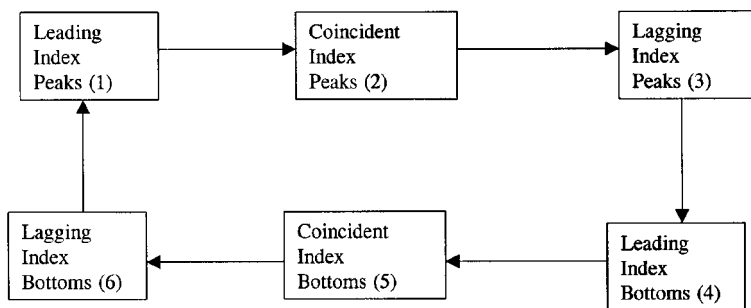 Leading
Index
Peaks (1)
Coincident
Index
Peaks (2)
Lagging
Index
Peaks (3)
Leading
Index
Bottoms (4)
Coincident
Index
Bottoms (5)
Lagging
Index
Bottoms (6)